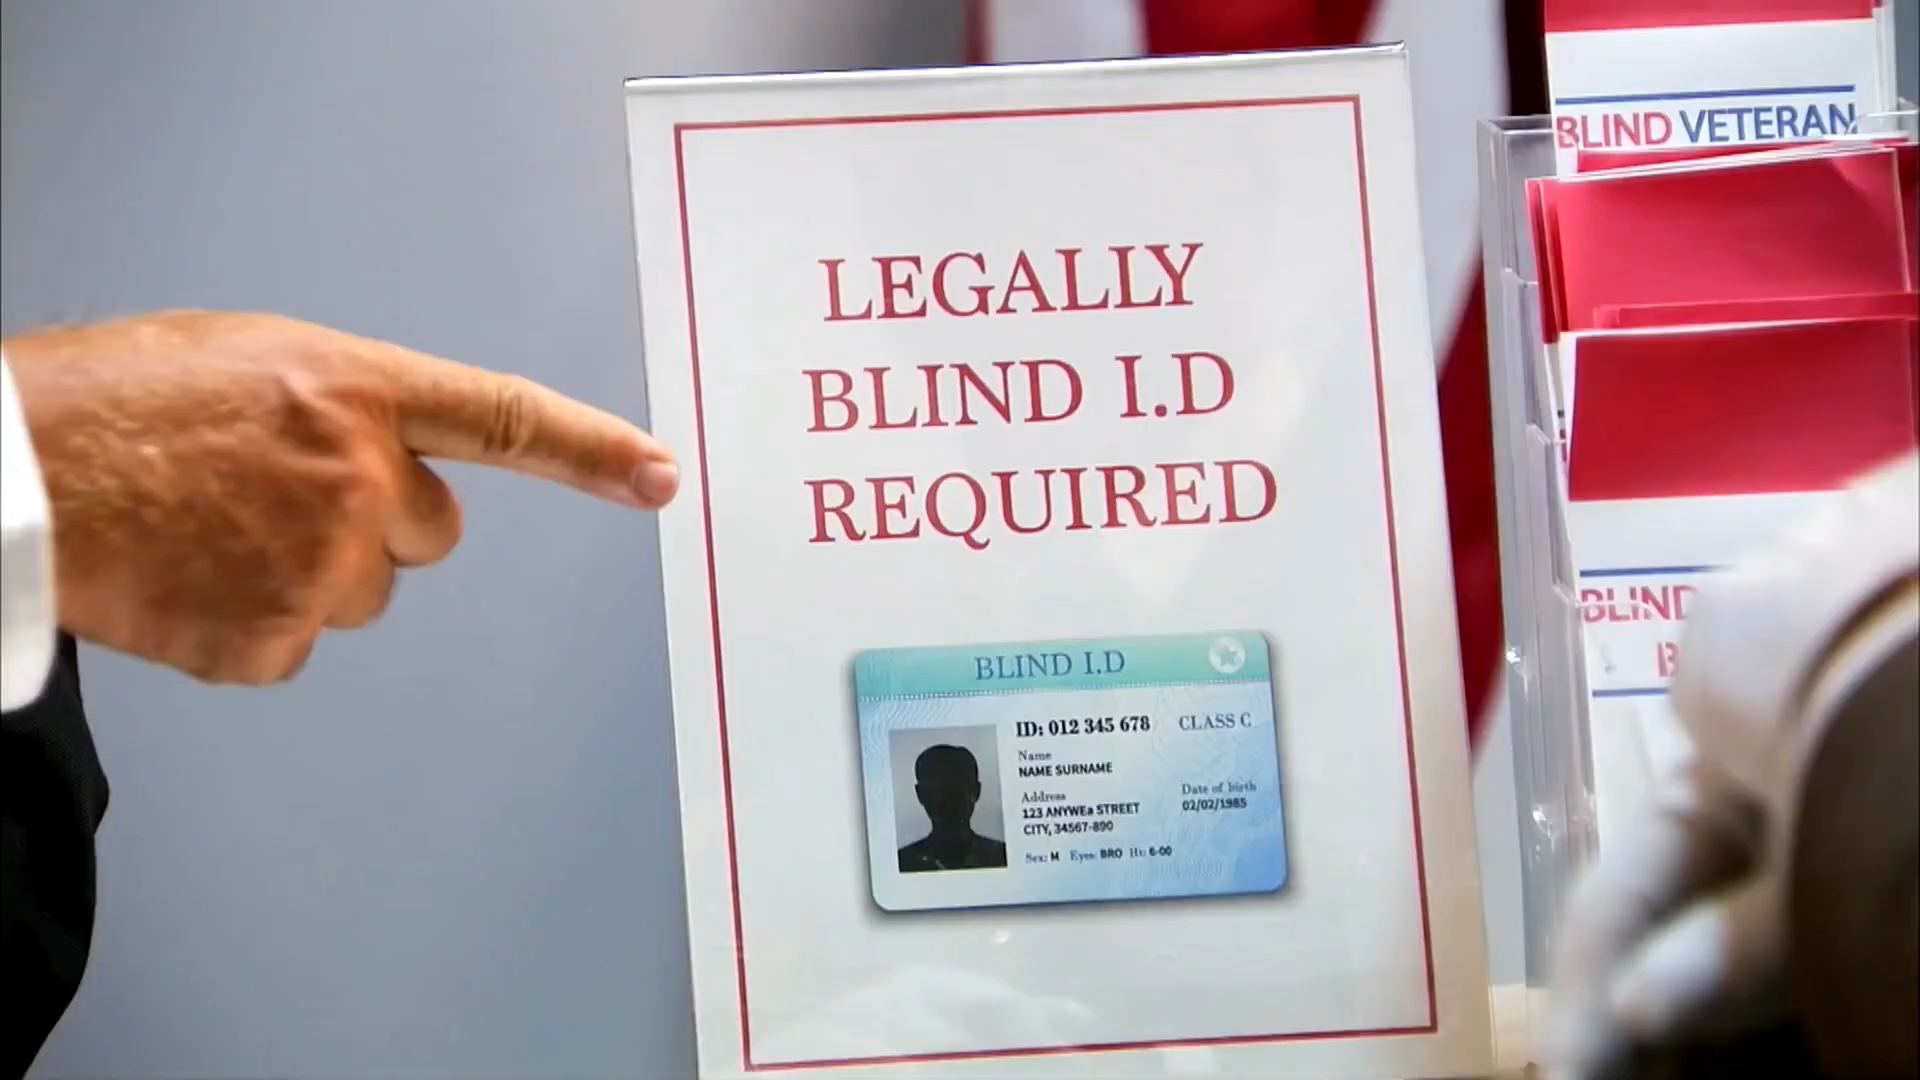 LEGALLY
BLIND I.D
REQUIRED
BLIND I.D
ID: 012 345 678 CLASS C
Name
NAME SURNAME
Address
123 ANYWEa STREET
CITY, 34567-890
Date of birth
02/02/1985
Sex: M Eyes: BRO Ht: 6-00
BLIND VETERAN
BLIND